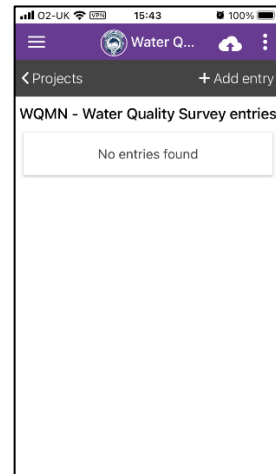 O2-UK VPN 15:43 100%
Water Q...
Projects + Add entry
WQMN - Water Quality Survey entries
No entries found